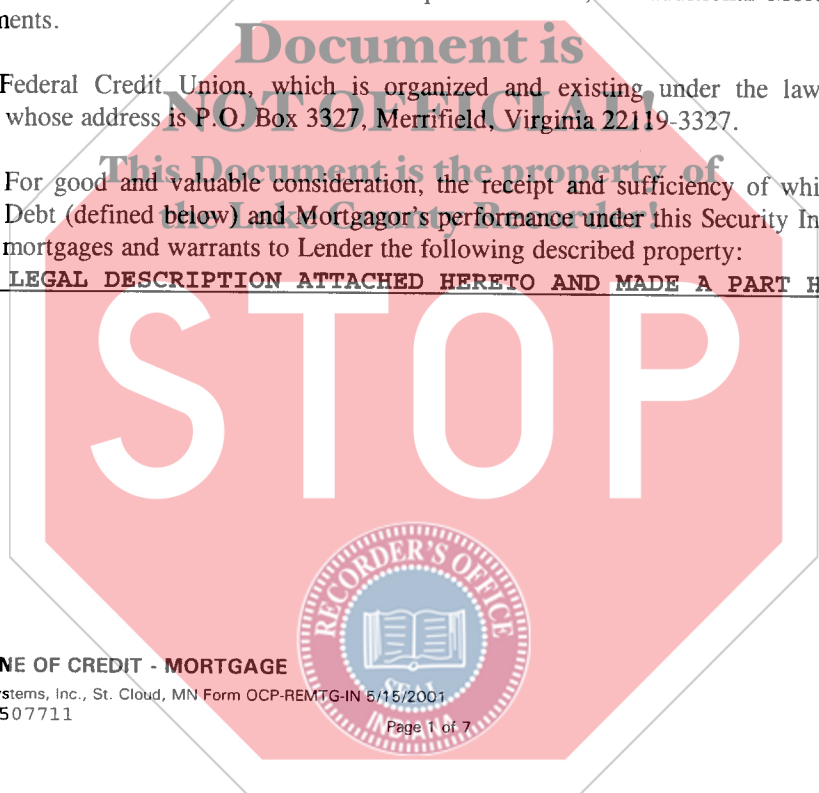 ments.
Document is
Federal Credit Union, which is organized and existing under the law
NOT OFFICIAL!
whose address is P.O. Box 3327, Merrifield, Virginia 22119-3327.
This Document is the property of
For good and valuable consideration, the receipt and sufficiency of whi
the Lake County Recorder!
Debt (defined below) and Mortgagor's performance under this Security In
mortgages and warrants to Lender the following described property:
LEGAL DESCRIPTION ATTACHED HERETO AND MADE A PART H
STOP
RECORDER'S OFFICE
SEAL
INDIANA
NE OF CREDIT - MORTGAGE
stems, Inc., St. Cloud, MN Form OCP-REMTG-IN 5/15/2001
507711
Page 1 of 7